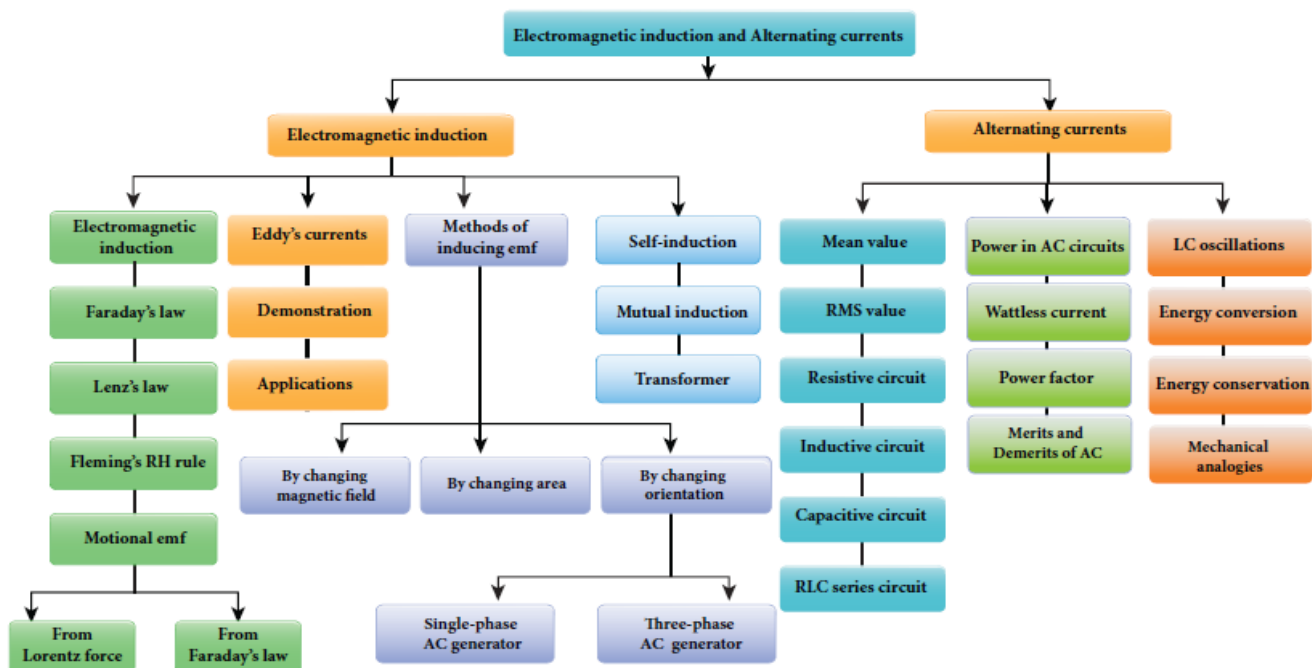 Electromagnetic induction and Alternating currents
Electromagnetic induction
Alternating currents
Electromagnetic
induction
Faraday's law
Lenz's law
Fleming's RH rule
Motional emf
From
Lorentz force
From
Faraday's law
Eddy's currents
Demonstration
Applications
Methods of
inducing emf
By changing
magnetic field
By changing area
By changing
orientation
Single-phase
AC generator
Three-phase
AC generator
Self-induction
Mutual induction
Transformer
Mean value
RMS value
Resistive circuit
Inductive circuit
Capacitive circuit
RLC series circuit
Power in AC circuits
Wattless current
Power factor
Merits and
Demerits of AC
LC oscillations
Energy conversion
Energy conservation
Mechanical
analogies